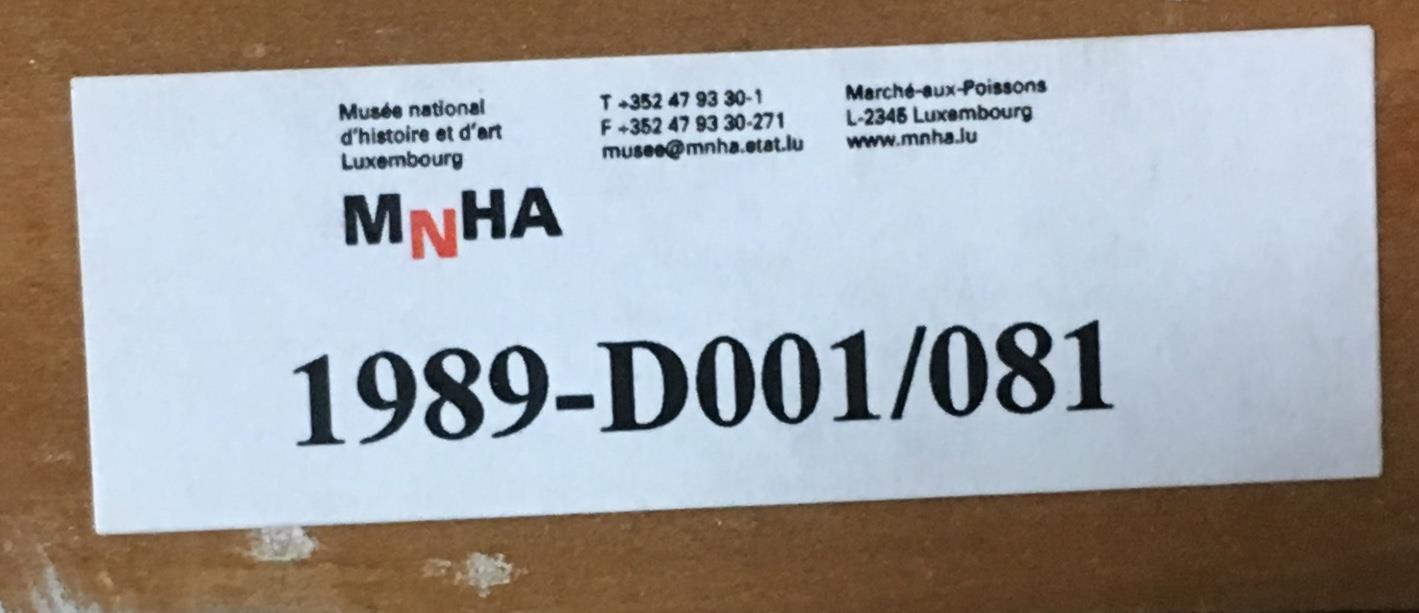 Musée national
d'histoire et d'art
Luxembourg
T +352 47 93 30-1
F +352 47 93 30-271
musee@mnha.etat.lu
Marché-aux-Poissons
L-2345 Luxembourg
www.mnha.lu
MNHA
1989-D001/081